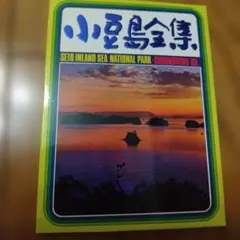 小豆島全集
SETO INLAND SEA NATIONAL PARK